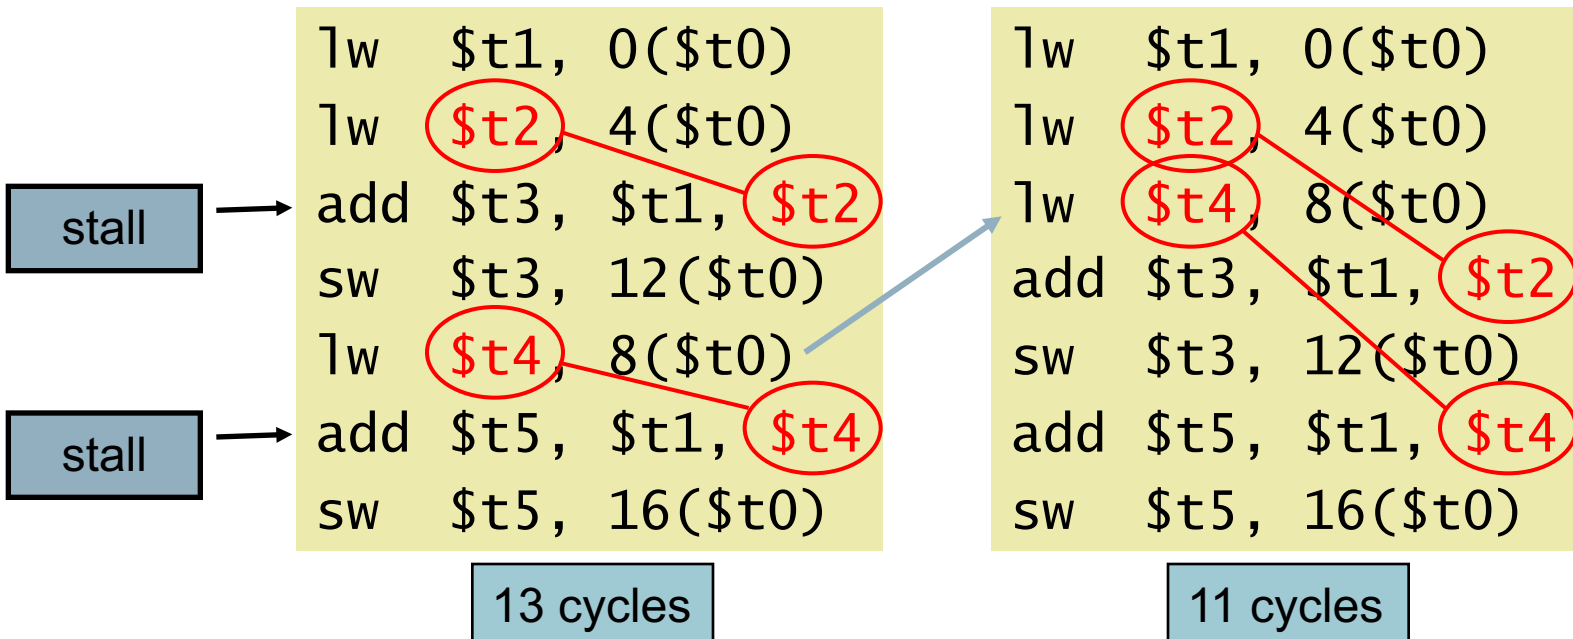 lw $t1, 0($t0)
lw $t2, 4($t0)
add $t3, $t1, $t2
sw $t3, 12($t0)
lw $t4, 8($t0)
add $t5, $t1, $t4
sw $t5, 16($t0)
stall
stall
13 cycles
lw $t1, 0($t0)
lw $t2, 4($t0)
lw $t4, 8($t0)
add $t3, $t1, $t2
sw $t3, 12($t0)
add $t5, $t1, $t4
sw $t5, 16($t0)
11 cycles